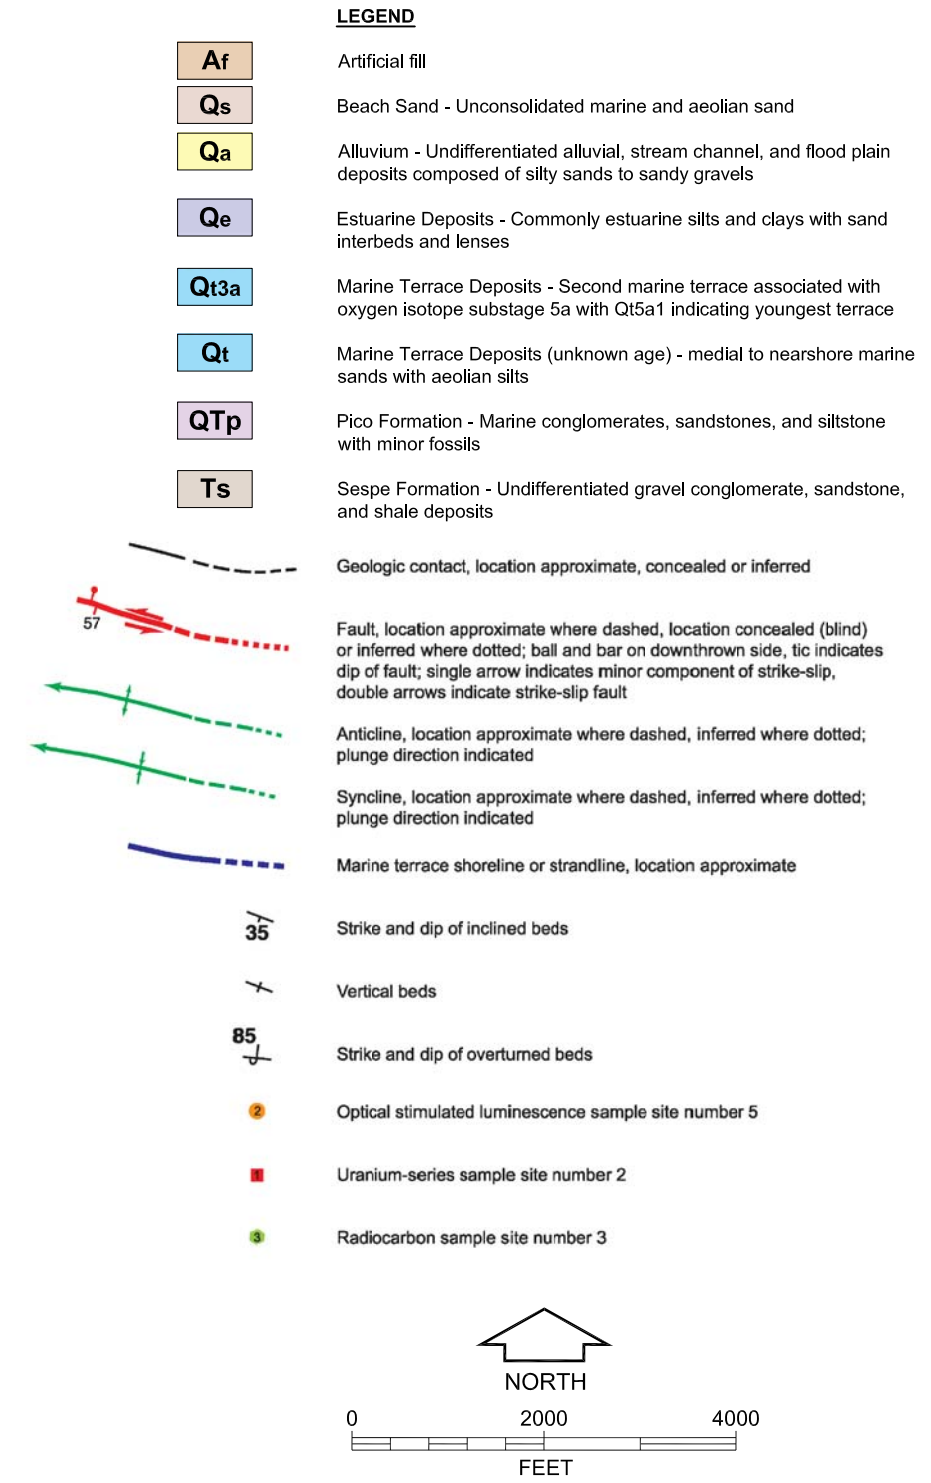 LEGEND
Af
Artificial fill
Qs
Beach Sand - Unconsolidated marine and aeolian sand
Qa
Alluvium - Undifferentiated alluvial, stream channel, and flood plain
deposits composed of silty sands to sandy gravels
Qe
Estuarine Deposits - Commonly estuarine silts and clays with sand
interbeds and lenses
Qt3a
Marine Terrace Deposits - Second marine terrace associated with
oxygen isotope substage 5a with Qt5a1 indicating youngest terrace
Qt
Marine Terrace Deposits (unknown age) - medial to nearshore marine
sands with aeolian silts
QTp
Pico Formation - Marine conglomerates, sandstones, and siltstone
with minor fossils
Ts
Sespe Formation - Undifferentiated gravel conglomerate, sandstone,
and shale deposits
Geologic contact, location approximate, concealed or inferred
57
Fault, location approximate where dashed, location concealed (blind)
or inferred where dotted; ball and bar on downthrown side, tic indicates
dip of fault; single arrow indicates minor component of strike-slip,
double arrows indicate strike-slip fault
Anticline, location approximate where dashed, inferred where dotted;
plunge direction indicated
Syncline, location approximate where dashed, inferred where dotted;
plunge direction indicated
Marine terrace shoreline or strandline, location approximate
35
Strike and dip of inclined beds
Vertical beds
85
Strike and dip of overturned beds
2
Optical stimulated luminescence sample site number 5
1
Uranium-series sample site number 2
3
Radiocarbon sample site number 3
NORTH
0 2000 4000
FEET